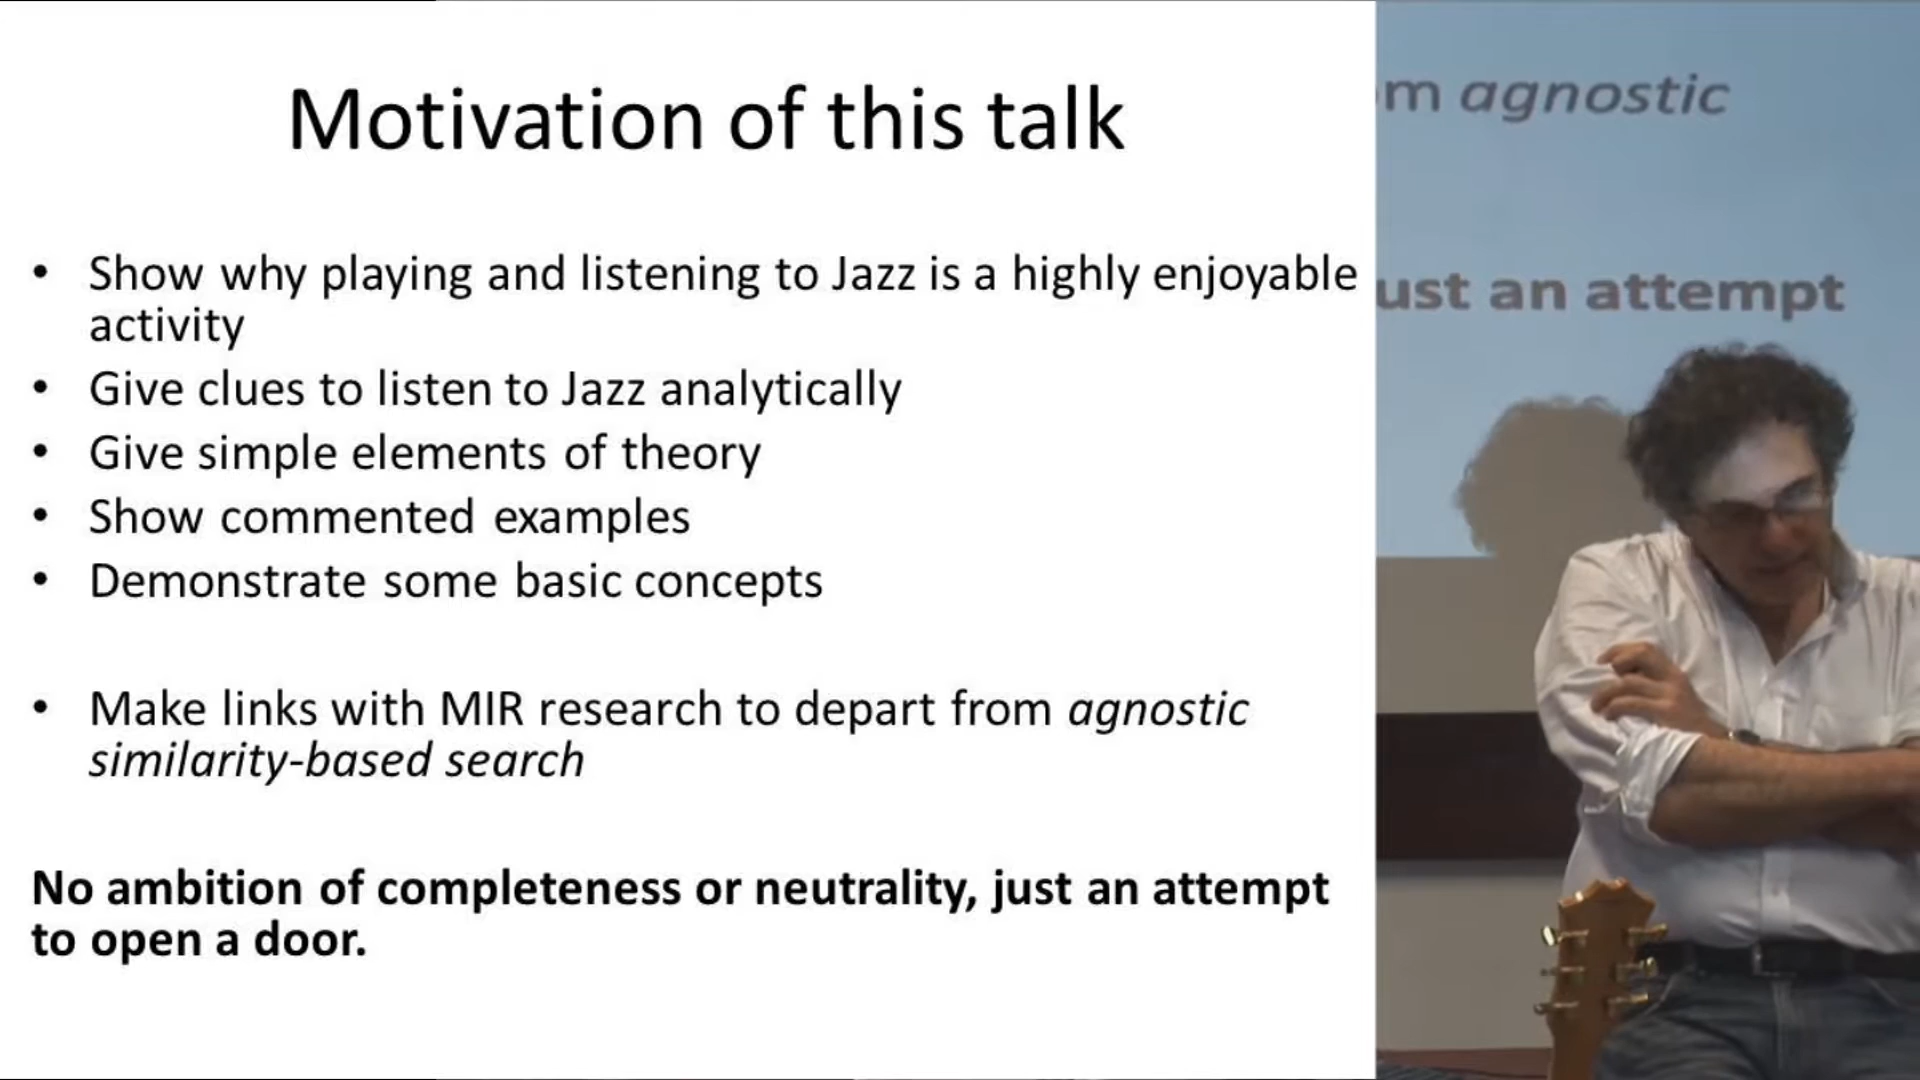 Motivation of this talk
• Show why playing and listening to Jazz is a highly enjoyable
activity
• Give clues to listen to Jazz analytically
• Give simple elements of theory
• Show commented examples
• Demonstrate some basic concepts
• Make links with MIR research to depart from agnostic
similarity-based search
No ambition of completeness or neutrality, just an attempt
to open a door.
m agnostic
ust an attempt